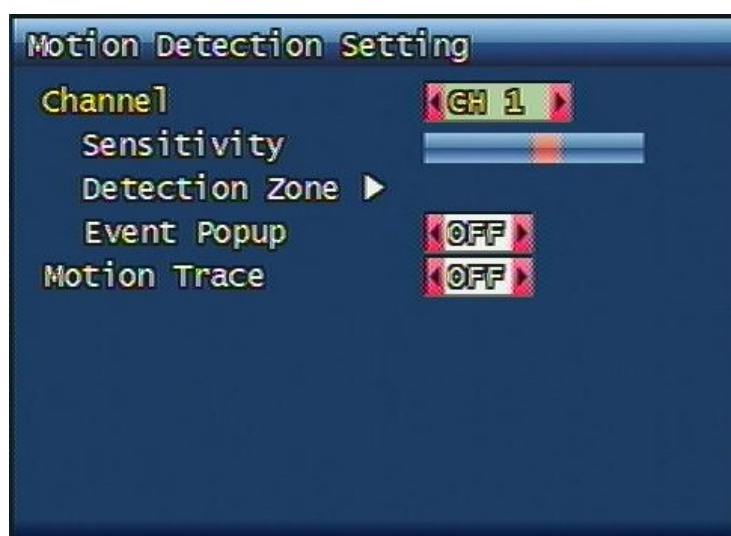 Motion Detection Setting
Channel CH 1
Sensitivity
Detection Zone
Event Popup OFF
Motion Trace OFF